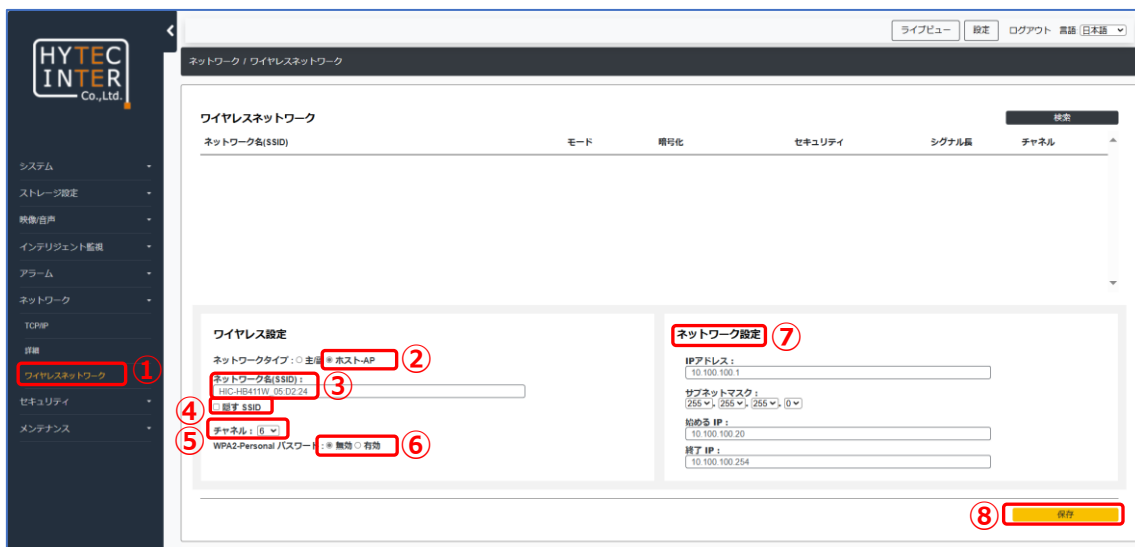 HYTEC
INTER
Co.,Ltd.
ライブビュー 設定 ログアウト 言語 日本語
ネットワーク / ワイヤレスネットワーク
システム
ストレージ設定
映像/音声
インテリジェント監視
アラーム
ネットワーク
TCP/IP
詳細
ワイヤレスネットワーク ①
セキュリティ
メンテナンス
ワイヤレスネットワーク 検索
ネットワーク名(SSID) モード 暗号化 セキュリティ シグナル長 チャネル
ワイヤレス設定
ネットワークタイプ : 主/ ホスト-AP ②
ネットワーク名(SSID) : ③
HIC-HB411W_05:D2:24
④ 隠す SSID
⑤ チャネル : 6
WPA2-Personal パスワード : 無効 有効 ⑥
ネットワーク設定 ⑦
IPアドレス :
10.100.100.1
サブネットマスク :
255 . 255 . 255 . 0
始める IP :
10.100.100.20
終了 IP :
10.100.100.254
⑧ 保存